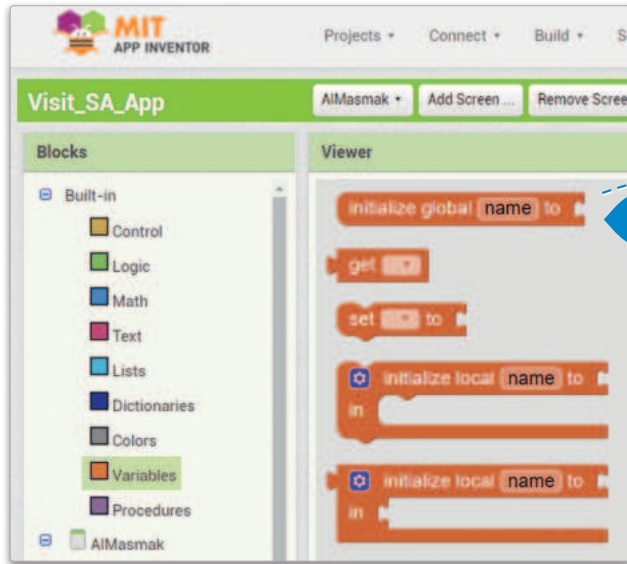 MIT
APP INVENTOR
Projects Connect Build S
Visit_SA_App
AlMasmak Add Screen ... Remove Scree
Blocks
Viewer
Built-in
Control
Logic
Math
Text
Lists
Dictionaries
Colors
Variables
Procedures
AlMasmak
initialize global name to
get
set to
initialize local name to
in
initialize local name to
in